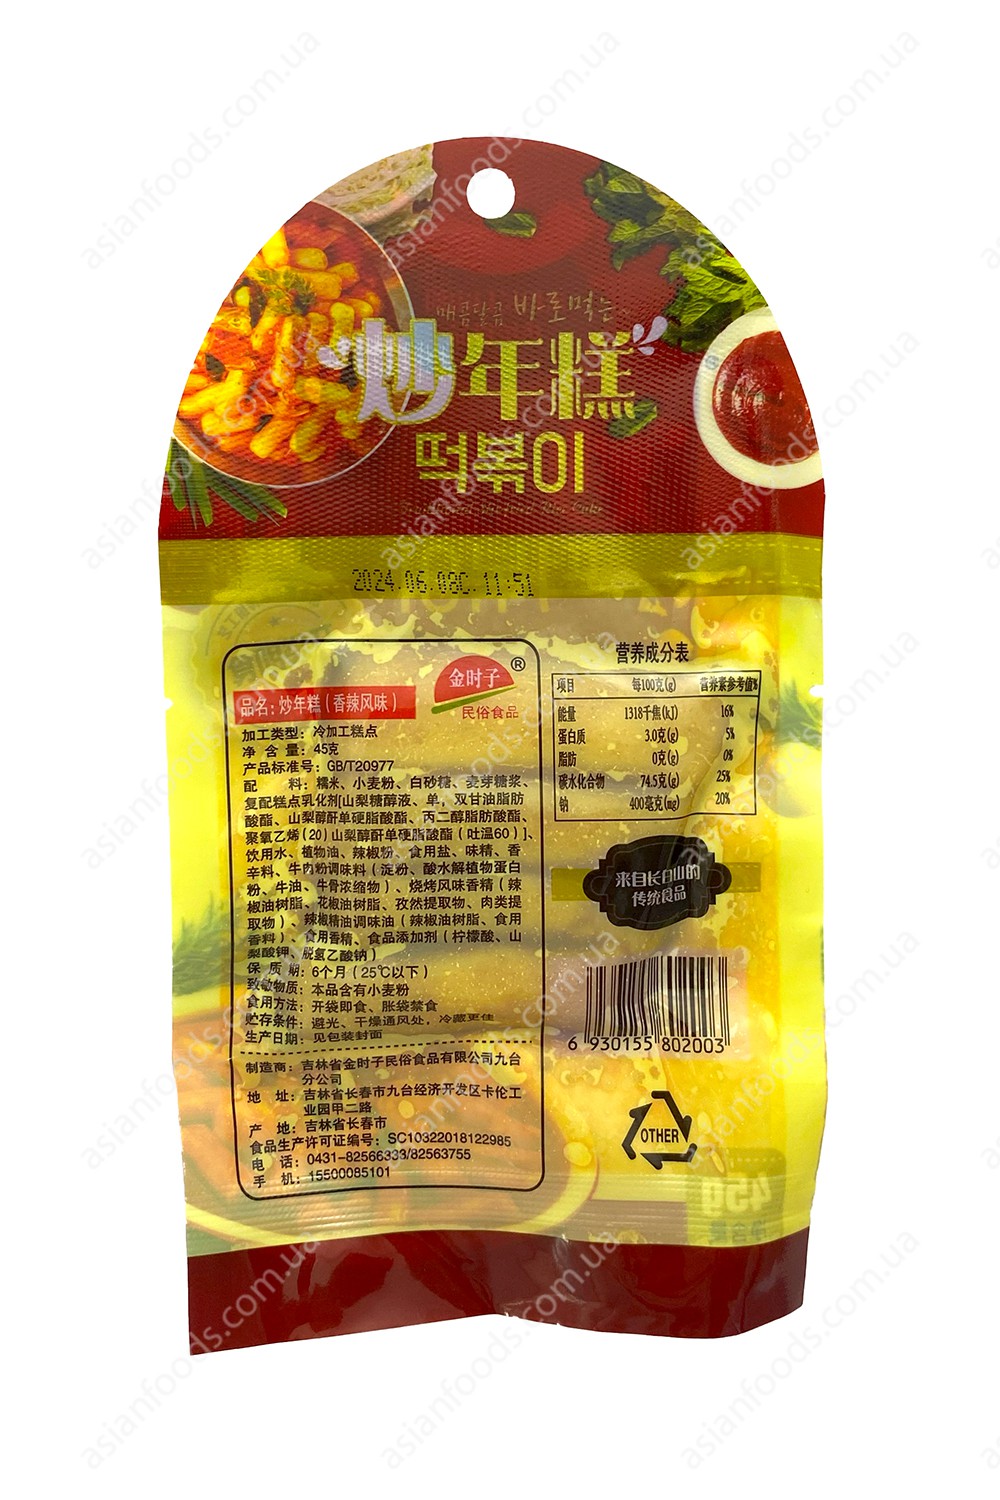 매콤달콤 바로먹는
炒年糕
떡볶이
Traditional Stir-fried Rice Cake
2024.06.08C 11:51
金时子®
民俗食品
品名：炒年糕（香辣风味）
加工类型：冷加工糕点
净 含 量：45克
产品标准号：GB/T20977
配 料：糯米、小麦粉、白砂糖、麦芽糖浆、
复配糕点乳化剂[山梨糖醇液、单，双甘油脂肪
酸酯、山梨醇酐单硬脂酸酯、丙二醇脂肪酸酯、
聚氧乙烯(20)山梨醇酐单硬脂酸酯（吐温60）]、
饮用水、植物油、辣椒粉、食用盐、味精、香
辛料、牛肉粉调味料（淀粉、酸水解植物蛋白
粉、牛油、牛骨浓缩物）、烧烤风味香精（辣
椒油树脂、花椒油树脂、孜然提取物、肉类提
取物）、辣椒精油调味油（辣椒油树脂、食用
香料）、食用香精、食品添加剂（柠檬酸、山
梨酸钾、脱氢乙酸钠）
保 质 期：6个月（25℃以下）
致敏物质：本品含有小麦粉
食用方法：开袋即食、胀袋禁食
贮存条件：避光、干燥通风处，冷藏更佳
生产日期：见包装封面
制造商：吉林省金时子民俗食品有限公司九台
分公司
地 址：吉林省长春市九台经济开发区卡伦工
业园甲二路
产 地：吉林省长春市
食品生产许可证编号：SC10322018122985
电 话：0431-82566333/82563755
手 机：15500085101
营养成分表
项目 每100克(g) 营养素参考值%
能量 1318千焦(kJ) 16%
蛋白质 3.0克(g) 5%
脂肪 0克(g) 0%
碳水化合物 74.5克(g) 25%
钠 400毫克(mg) 20%
来自长白山的
传统食品
6 930155 802003
OTHER
45g
净含量
asianfoods.com.ua